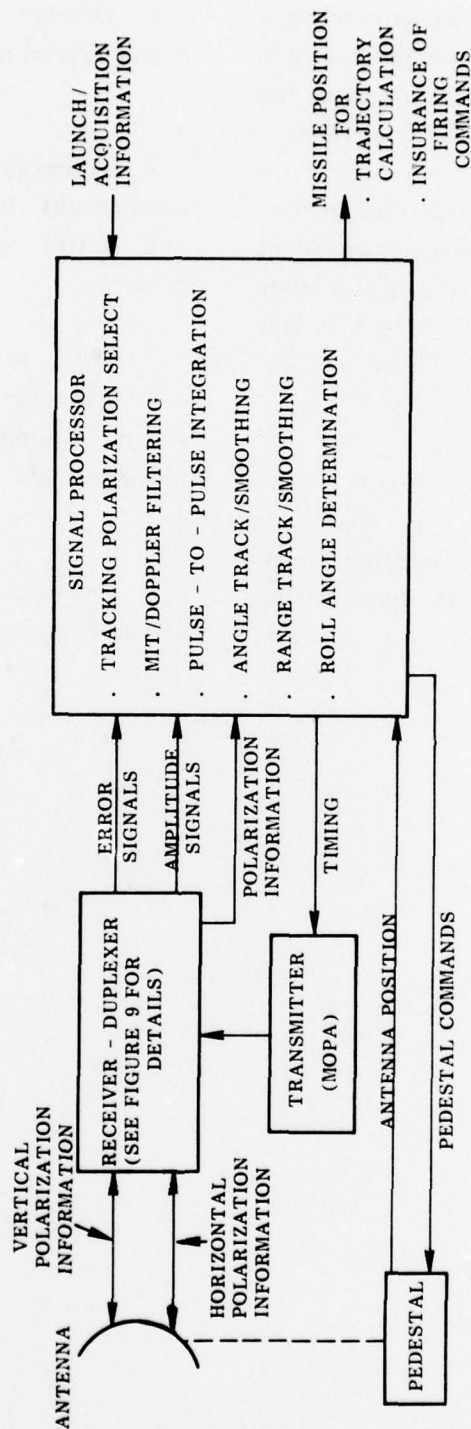 ANTENNA
VERTICAL
POLARIZATION
INFORMATION
HORIZONTAL
POLARIZATION
INFORMATION
RECEIVER - DUPLEXER
(SEE FIGURE 9 FOR
DETAILS)
ERROR
SIGNALS
AMPLITUDE
SIGNALS
POLARIZATION
INFORMATION
TRANSMITTER
(MOPA)
TIMING
ANTENNA POSITION
PEDESTAL COMMANDS
PEDESTAL
SIGNAL PROCESSOR
. TRACKING POLARIZATION SELECT
. MIT/DOPPLER FILTERING
. PULSE - TO - PULSE INTEGRATION
. ANGLE TRACK/SMOOTHING
. RANGE TRACK/SMOOTHING
. ROLL ANGLE DETERMINATION
LAUNCH/
ACQUISITION
INFORMATION
MISSILE POSITION
FOR
. TRAJECTORY
CALCULATION
. INSURANCE OF
FIRING
COMMANDS